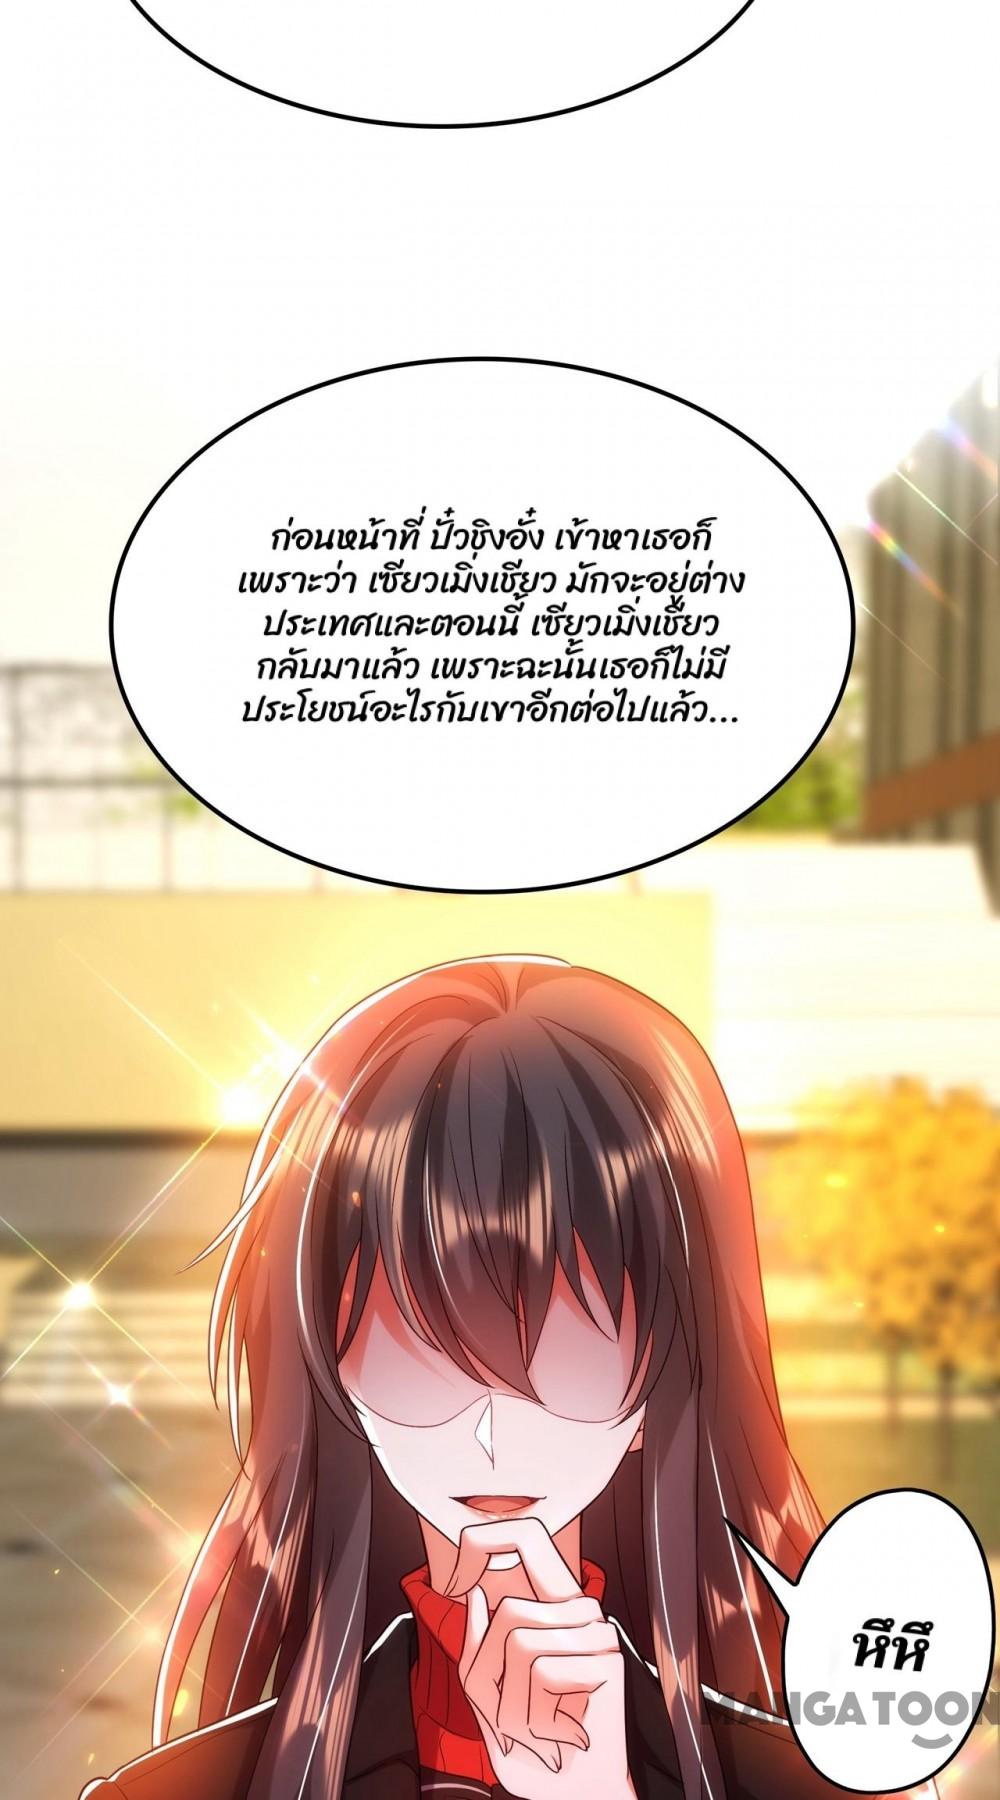 ก่อนหน้าที่ ปั๋วชิงอั๋ง เข้าหาเธอก็
เพราะว่า เซียวเมิ่งเชียว มักจะอยู่ต่าง
ประเทศและตอนนี้ เซียวเมิ่งเชียว
กลับมาแล้ว เพราะฉะนั้นเธอก็ไม่มี
ประโยชน์อะไรกับเขาอีกต่อไปแล้ว...
หึหึ
MANGATOON